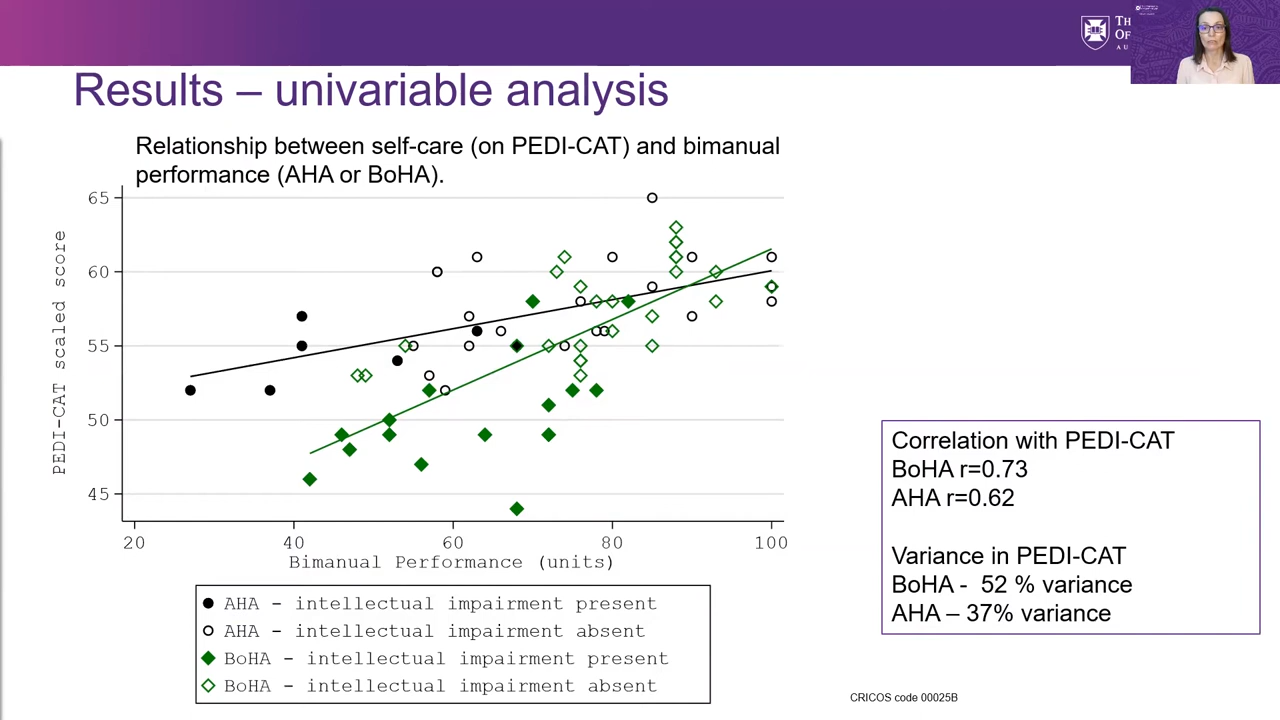 Th
Of
AU
Results – univariable analysis
Relationship between self-care (on PEDI-CAT) and bimanual
performance (AHA or BoHA).
PEDI-CAT scaled score
65
60
55
50
45
20 40 60 80 100
Bimanual Performance (units)
AHA - intellectual impairment present
AHA - intellectual impairment absent
BoHA - intellectual impairment present
BoHA - intellectual impairment absent
Correlation with PEDI-CAT
BoHA r=0.73
AHA r=0.62
Variance in PEDI-CAT
BoHA - 52 % variance
AHA – 37% variance
CRICOS code 00025B